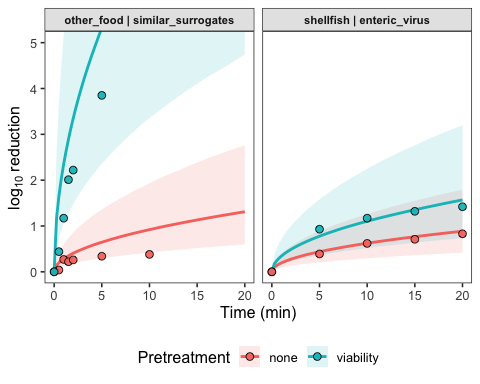 other_food | similar_surrogates
shellfish | enteric_virus
5
4
3
2
1
0
log10 reduction
0 5 10 15 20
0 5 10 15 20
Time (min)
Pretreatment none viability